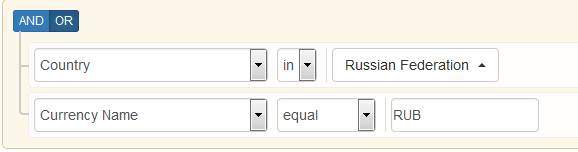 AND OR
Country in Russian Federation
Currency Name equal RUB